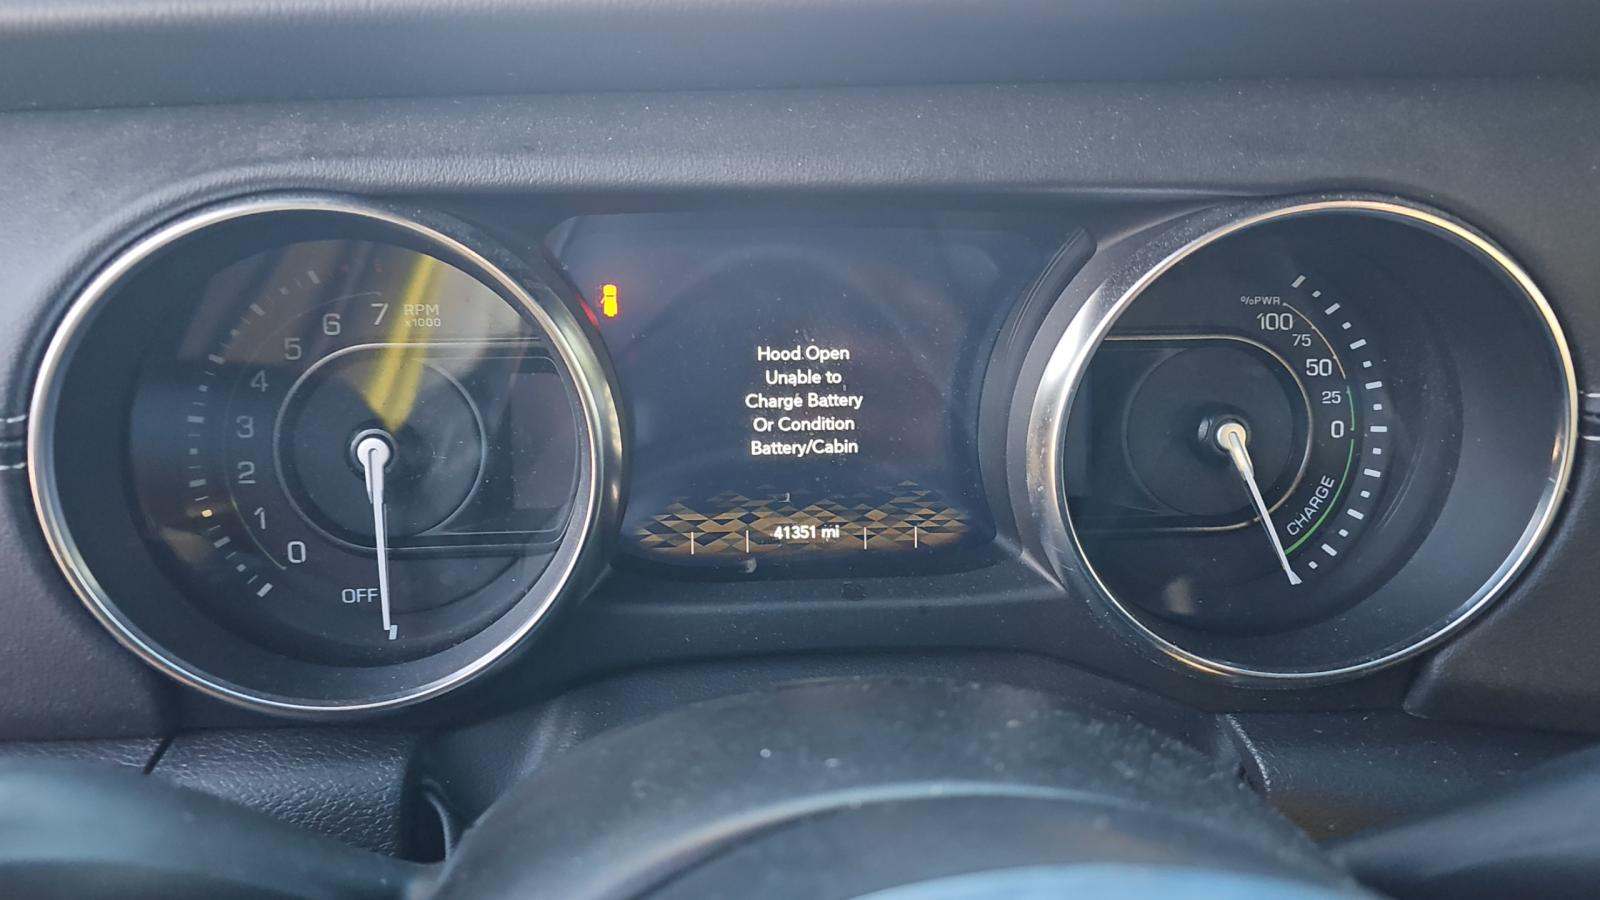 7
RPM
x1000
6
5
4
3
2
1
0
OFF
Hood Open
Unable to
Charge Battery
Or Condition
Battery/Cabin
41351 mi
%PWR
100
75
50
25
0
CHARGE